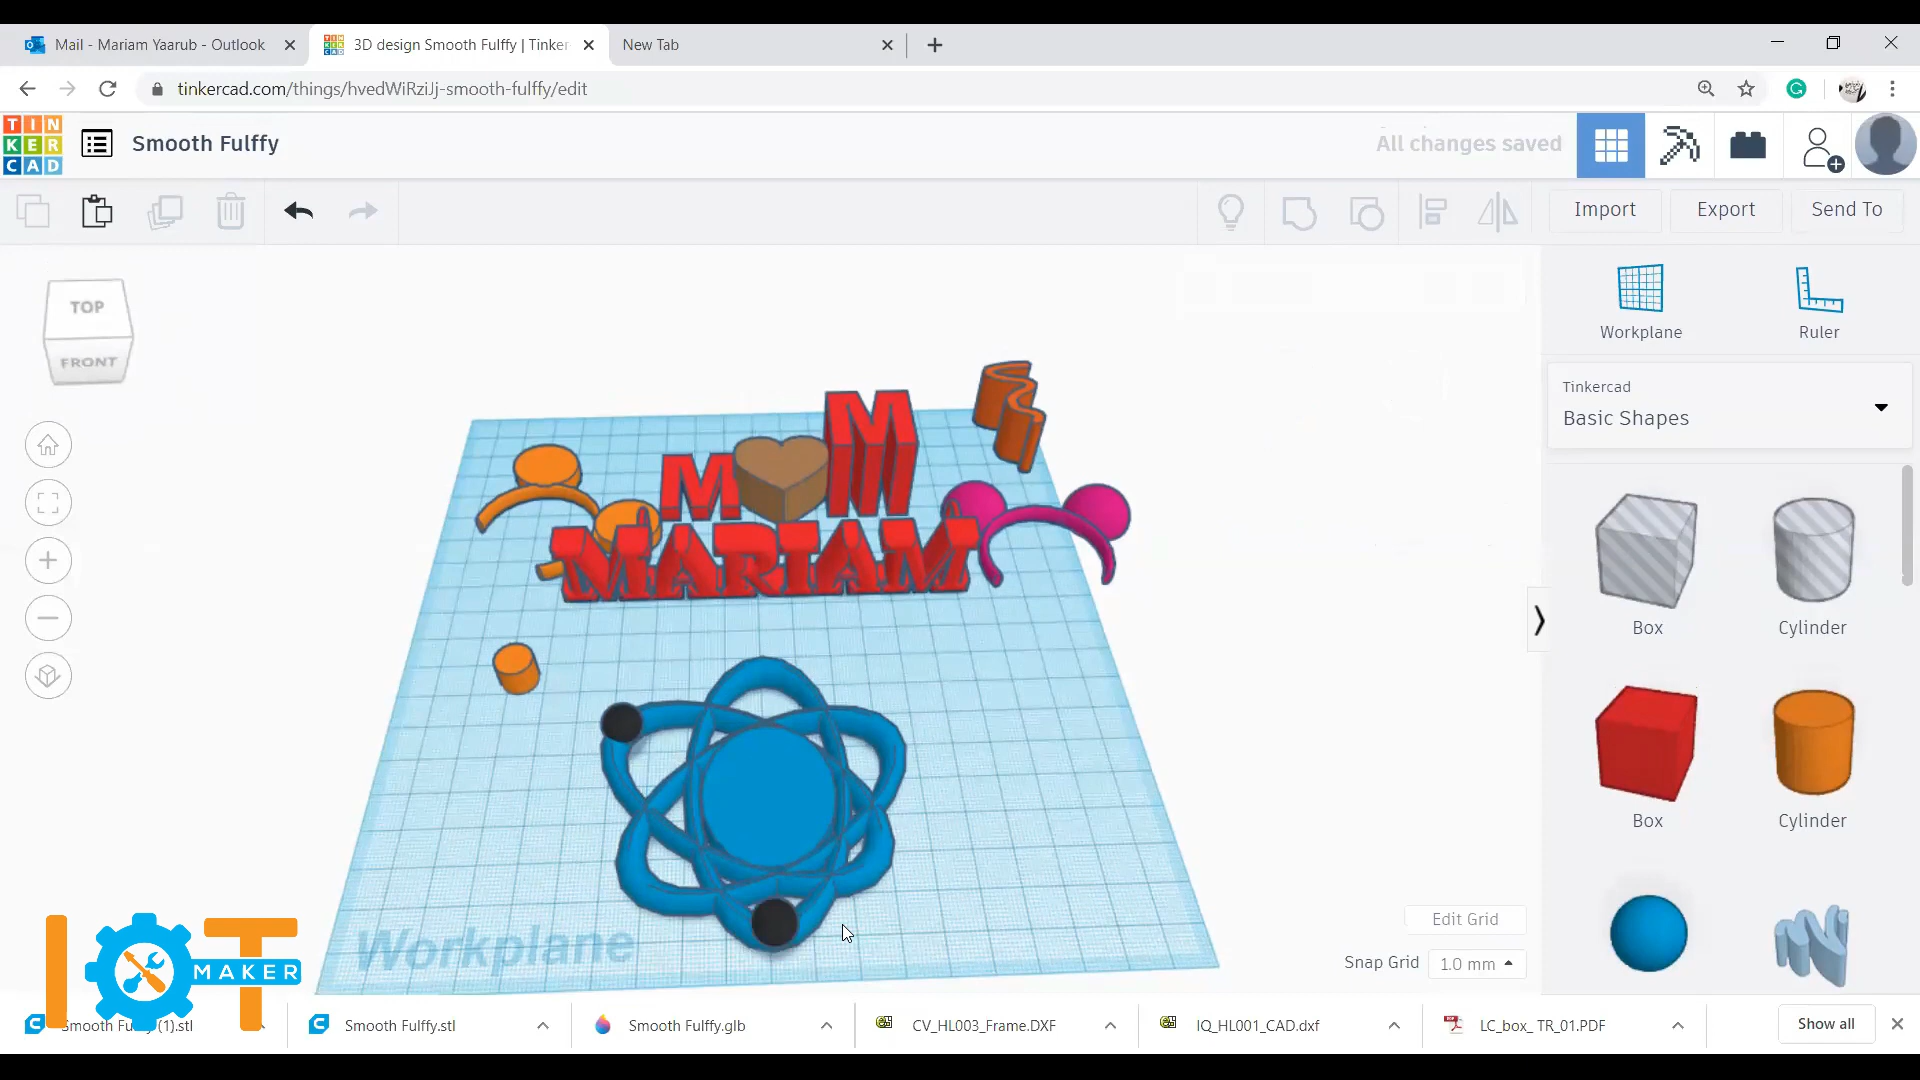 Mail - Mariam Yaarub - Outlook
3D design Smooth Fulffy | Tinker
New Tab
tinkercad.com/things/hvedWiRziJj-smooth-fulffy/edit
TIN
KER
CAD
Smooth Fulffy
All changes saved
Import
Export
Send To
TOP
FRONT
Workplane
Ruler
Tinkercad
Basic Shapes
M M
MARIAM
Box
Cylinder
Box
Cylinder
Workplane
Edit Grid
Snap Grid
1.0 mm
IoT
MAKER
(1).stl
Smooth Fulffy.stl
Smooth Fulffy.glb
CV_HL003_Frame.DXF
IQ_HL001_CAD.dxf
LC_box_ TR_01.PDF
Show all